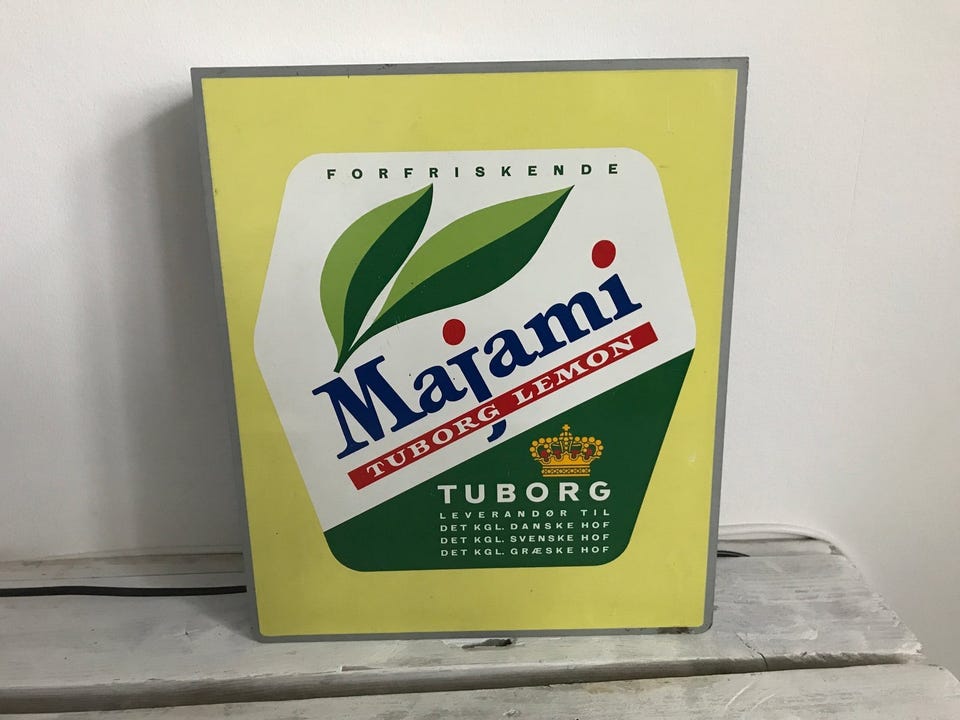 FORFRISKENDE
Majami
TUBORG LEMON
TUBORG
LEVERANDØR TIL
DET KGL. DANSKE HOF
DET KGL. SVENSKE HOF
DET KGL. GRÆSKE HOF